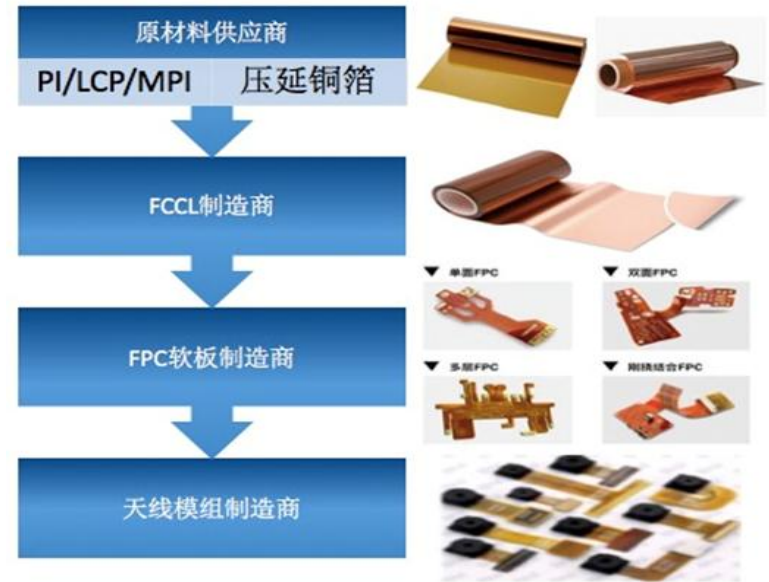 原材料供应商
PI/LCP/MPI 压延铜箔
FCCL制造商
▼ 单面FPC ▼ 双面FPC
FPC软板制造商
▼ 多层FPC ▼ 刚挠结合FPC
天线模组制造商